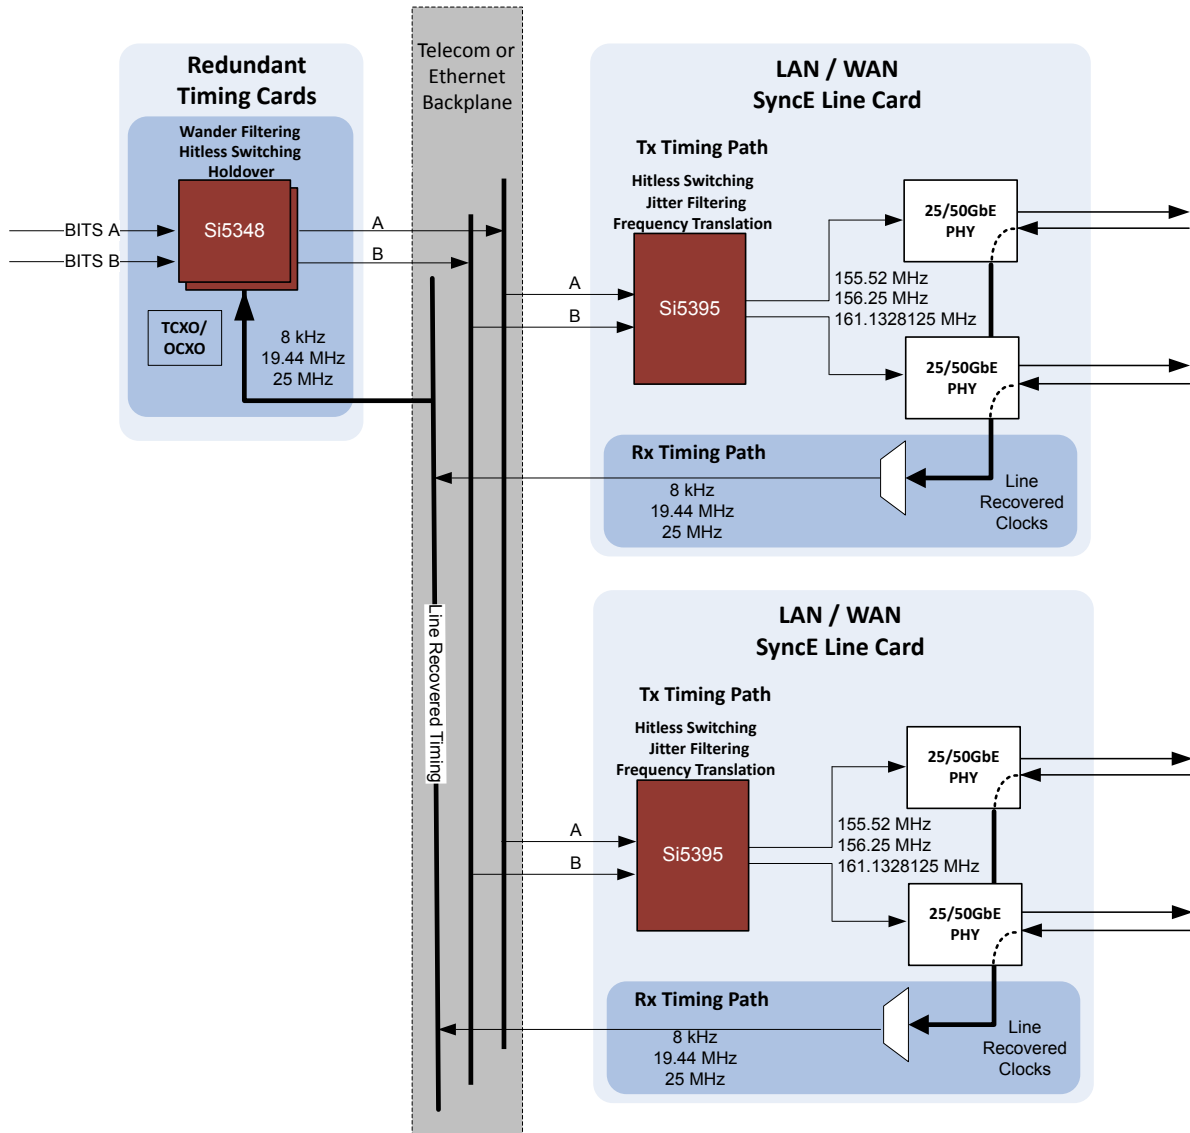 Redundant
Timing Cards
Wander Filtering
Hitless Switching
Holdover
BITS A
BITS B
Si5348
A
B
TCXO/
OCXO
8 kHz
19.44 MHz
25 MHz
Telecom or
Ethernet
Backplane
Line Recovered Timing
LAN / WAN
SyncE Line Card
Tx Timing Path
Hitless Switching
Jitter Filtering
Frequency Translation
A
B
Si5395
155.52 MHz
156.25 MHz
161.1328125 MHz
25/50GbE
PHY
25/50GbE
PHY
Rx Timing Path
8 kHz
19.44 MHz
25 MHz
Line
Recovered
Clocks
LAN / WAN
SyncE Line Card
Tx Timing Path
Hitless Switching
Jitter Filtering
Frequency Translation
A
B
Si5395
155.52 MHz
156.25 MHz
161.1328125 MHz
25/50GbE
PHY
25/50GbE
PHY
Rx Timing Path
8 kHz
19.44 MHz
25 MHz
Line
Recovered
Clocks